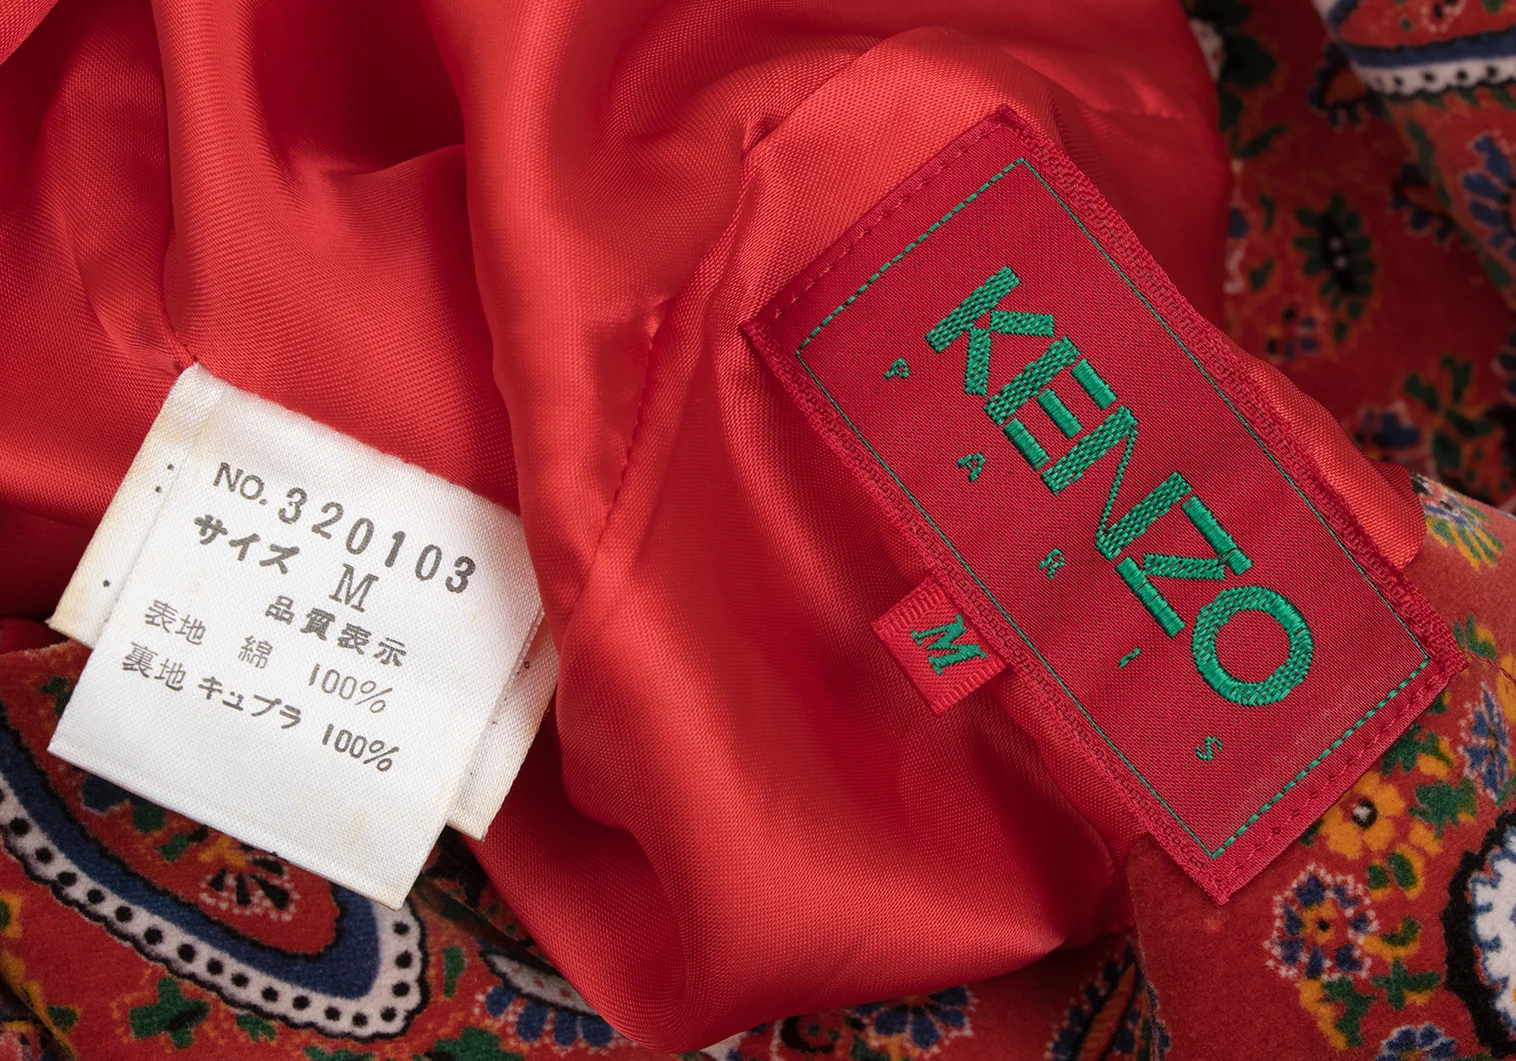 NO. 320103
サイズ M
品質表示
表地 綿 100%
裏地 キュプラ 100%
KENZO
PARIS
M